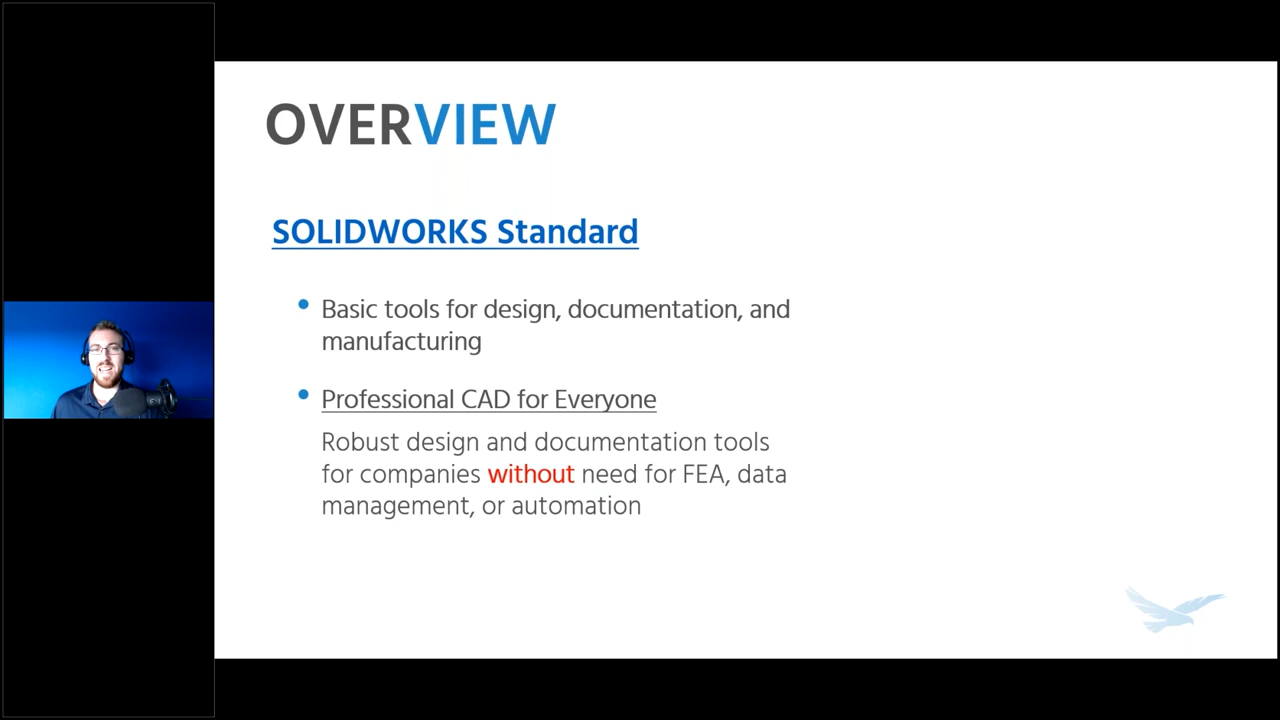 OVERVIEW
SOLIDWORKS Standard
• Basic tools for design, documentation, and
manufacturing
• Professional CAD for Everyone
Robust design and documentation tools
for companies without need for FEA, data
management, or automation